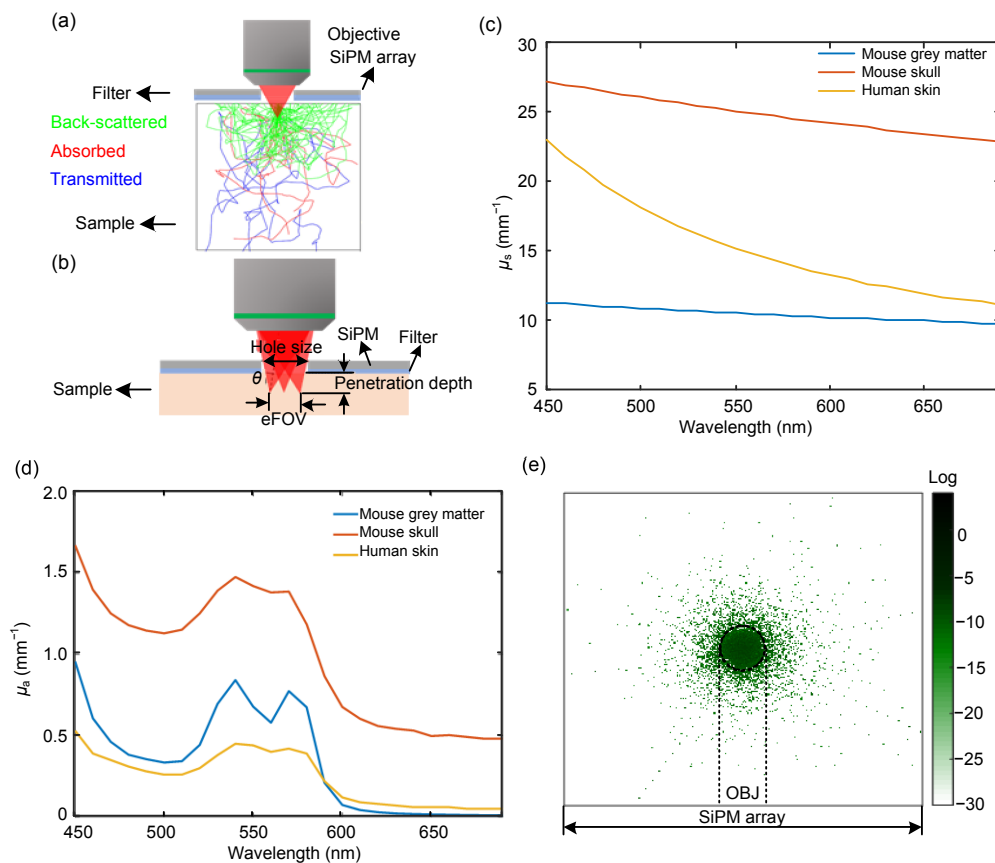 (a)
Objective
SiPM array
Filter
Back-scattered
Absorbed
Transmitted
Sample
(b)
Hole size
SiPM
Filter
θ
Penetration depth
Sample
eFOV
(c)
30
25
20
15
10
5
μs (mm−1)
Mouse grey matter
Mouse skull
Human skin
450 500 550 600 650
Wavelength (nm)
(d)
2.0
1.5
1.0
0.5
0
μa (mm−1)
Mouse grey matter
Mouse skull
Human skin
450 500 550 600 650
Wavelength (nm)
(e)
Log
0
−5
−10
−15
−20
−25
−30
OBJ
SiPM array